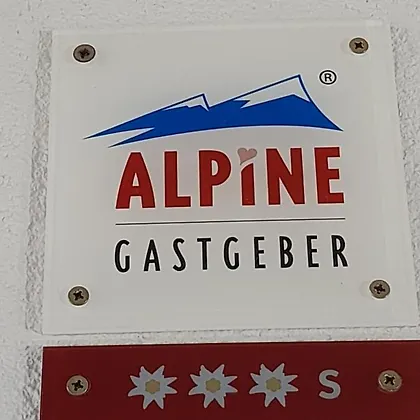 ®
ALPINE
GASTGEBER
S